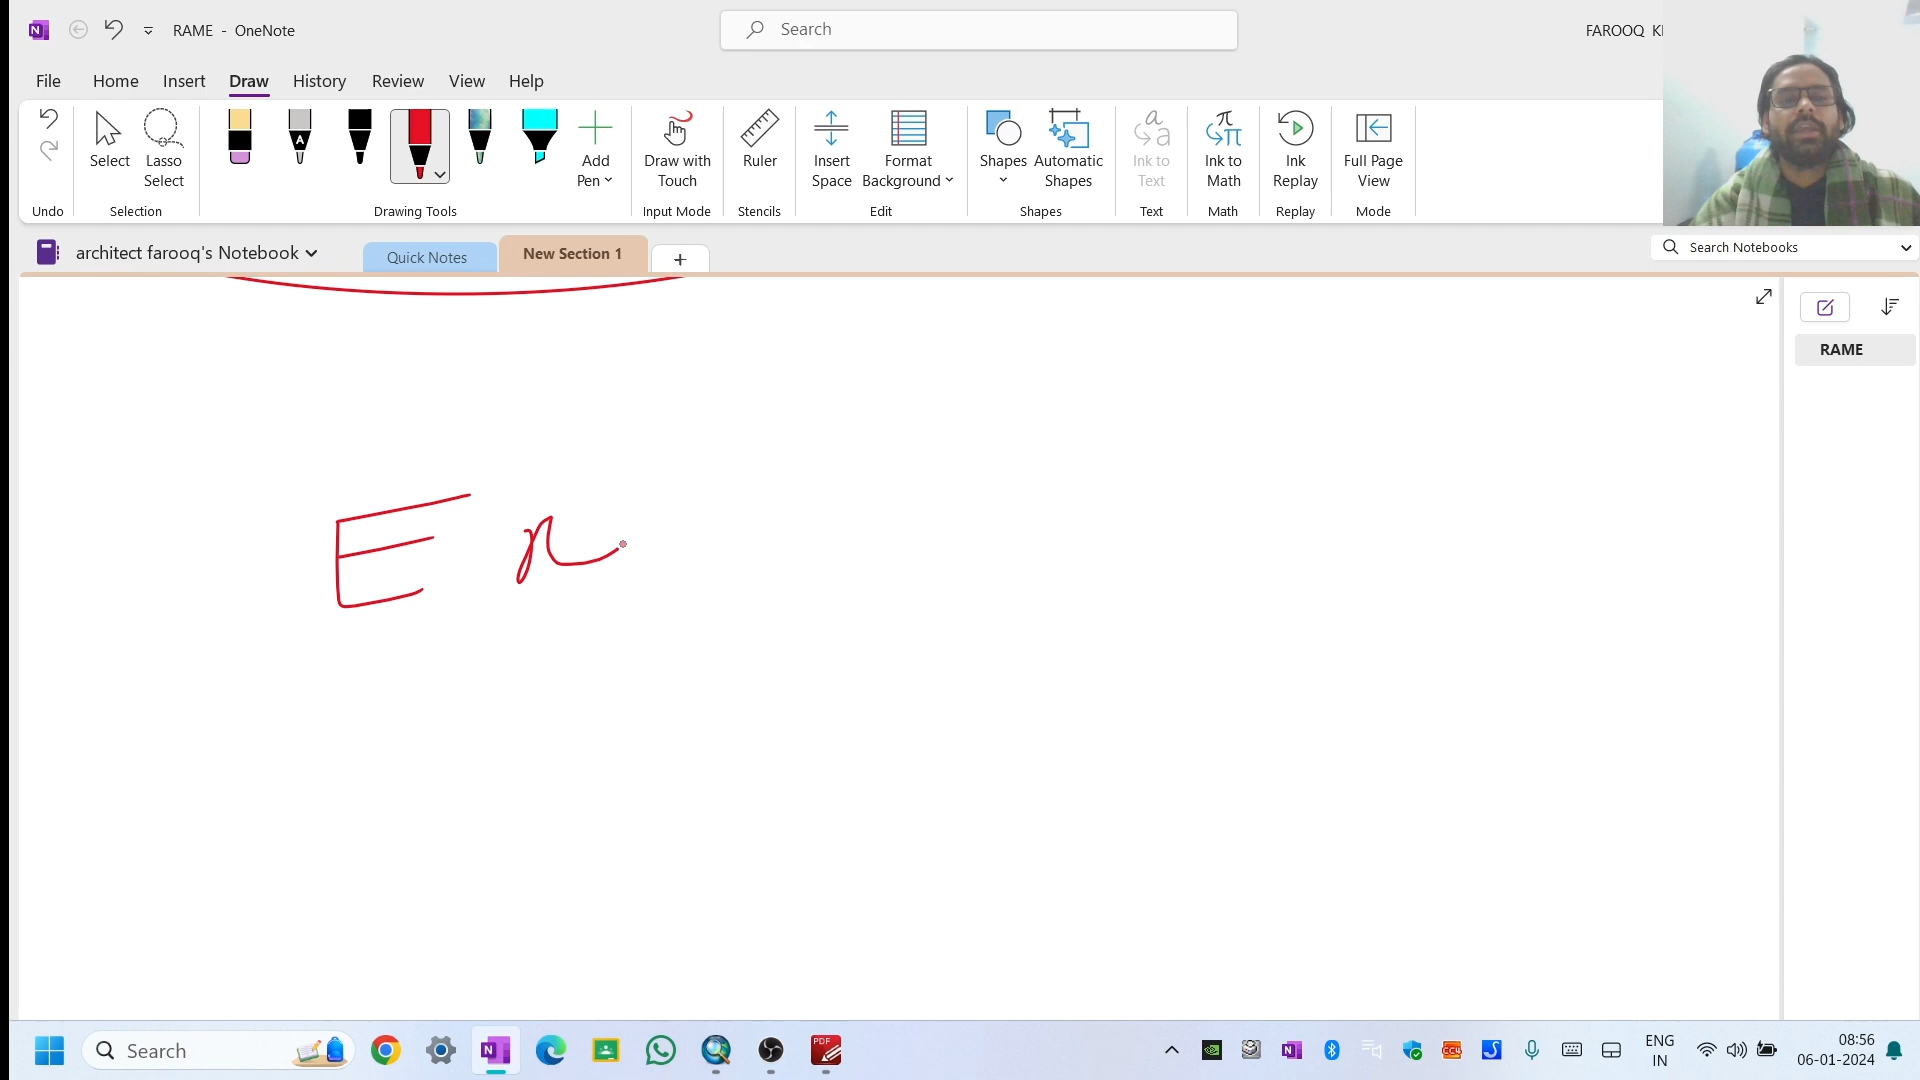 RAME - OneNote
Search
FAROOQ
File Home Insert Draw History Review View Help
Select
Lasso Select
Add Pen
Draw with Touch
Ruler
Insert Space
Format Background
Shapes
Automatic Shapes
Ink to Text
Ink to Math
Ink Replay
Full Page View
Undo Selection Drawing Tools Input Mode Stencils Edit Shapes Text Math Replay Mode
architect farooq's Notebook Quick Notes New Section 1 +
Search Notebooks
RAME
E n
Search
PDF
ENG
IN
08:56
06-01-2024